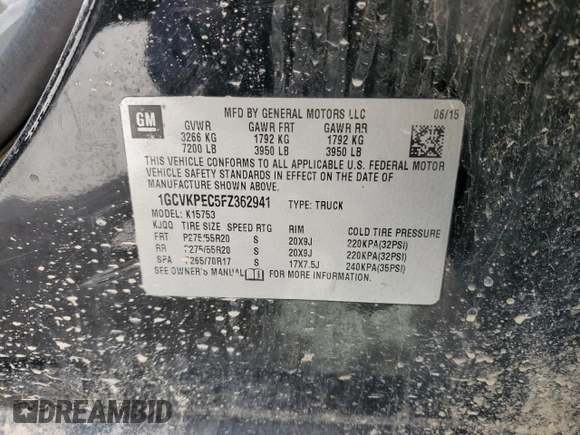 GM
MFD BY GENERAL MOTORS LLC 06/15
GVWR GAWR FRT GAWR RR
3266 KG 1792 KG 1792 KG
7200 LB 3950 LB 3950 LB
THIS VEHICLE CONFORMS TO ALL APPLICABLE U.S. FEDERAL MOTOR
VEHICLE SAFETY STANDARDS IN EFFECT ON THE DATE OF
MANUFACTURE SHOWN ABOVE.
1GCVKPEC5FZ362941 TYPE: TRUCK
MODEL: K15753
KJQQ TIRE SIZE SPEED RTG RIM COLD TIRE PRESSURE
FRT P275/55R20 S 20X9J 220KPA(32PSI)
RR P275/55R20 S 20X9J 220KPA(32PSI)
SPA P265/70R17 S 17X7.5J 240KPA(35PSI)
SEE OWNER'S MANUAL FOR MORE INFORMATION.
DREAMBID